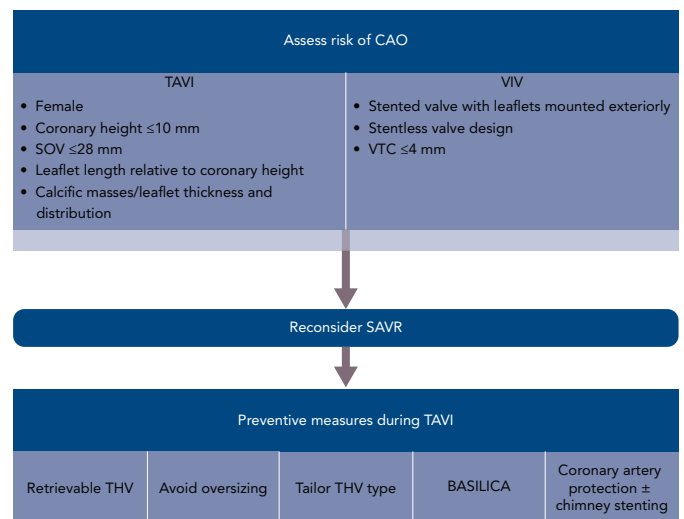 Assess risk of CAO
TAVI
• Female
• Coronary height ≤10 mm
• SOV ≤28 mm
• Leaflet length relative to coronary height
• Calcific masses/leaflet thickness and
distribution
VIV
• Stented valve with leaflets mounted exteriorly
• Stentless valve design
• VTC ≤4 mm
Reconsider SAVR
Preventive measures during TAVI
Retrievable THV
Avoid oversizing
Tailor THV type
BASILICA
Coronary artery
protection ±
chimney stenting